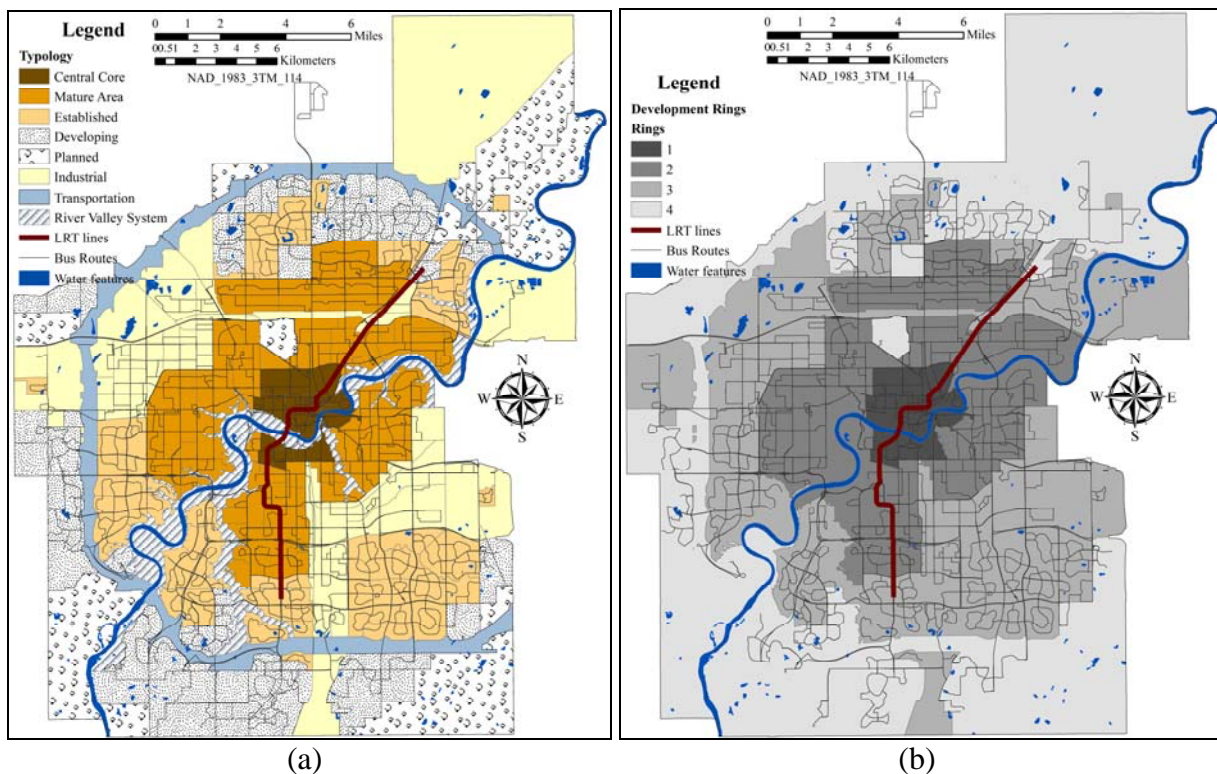 Legend
0 2 4 6
Miles
00.51 2 3 4 5 6
Kilometers
NAD_1983_3TM_114
Typology
Central Core
Mature Area
Established
Developing
Planned
Industrial
Transportation
River Valley System
LRT lines
Bus Routes
Water features
N
W E
S
(a)
0 1 2 4 6
Miles
00.51 2 3 4 5 6
Kilometers
NAD_1983_3TM_114
Legend
Development Rings
Rings
1
2
3
4
LRT lines
Bus Routes
Water features
N
W E
S
(b)